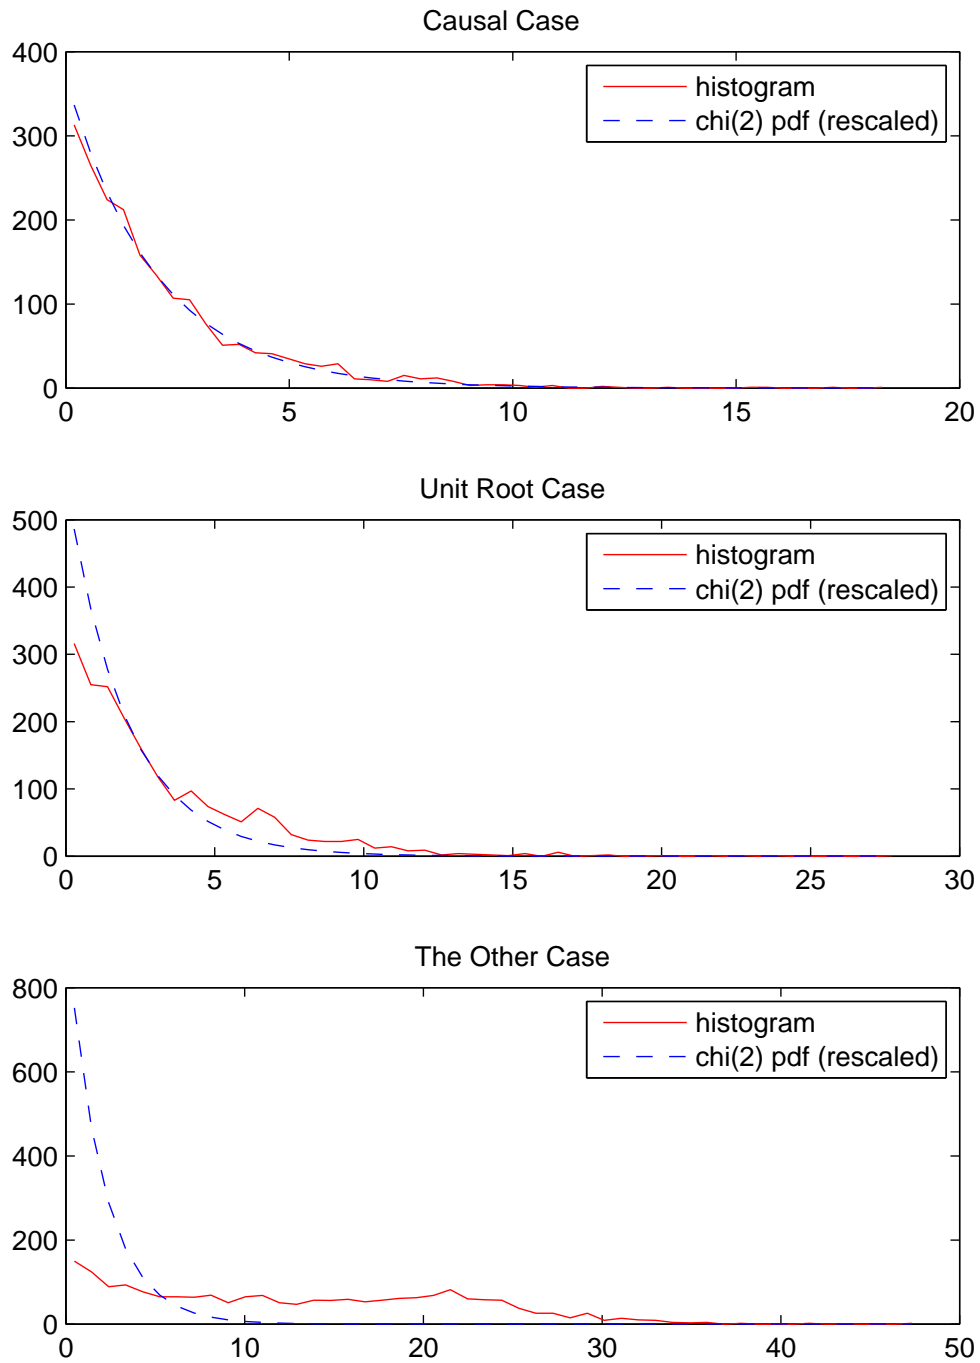 Causal Case
400
300
200
100
0
histogram
chi(2) pdf (rescaled)
0 5 10 15 20
Unit Root Case
500
400
300
200
100
0
histogram
chi(2) pdf (rescaled)
0 5 10 15 20 25 30
The Other Case
800
600
400
200
0
histogram
chi(2) pdf (rescaled)
0 10 20 30 40 50